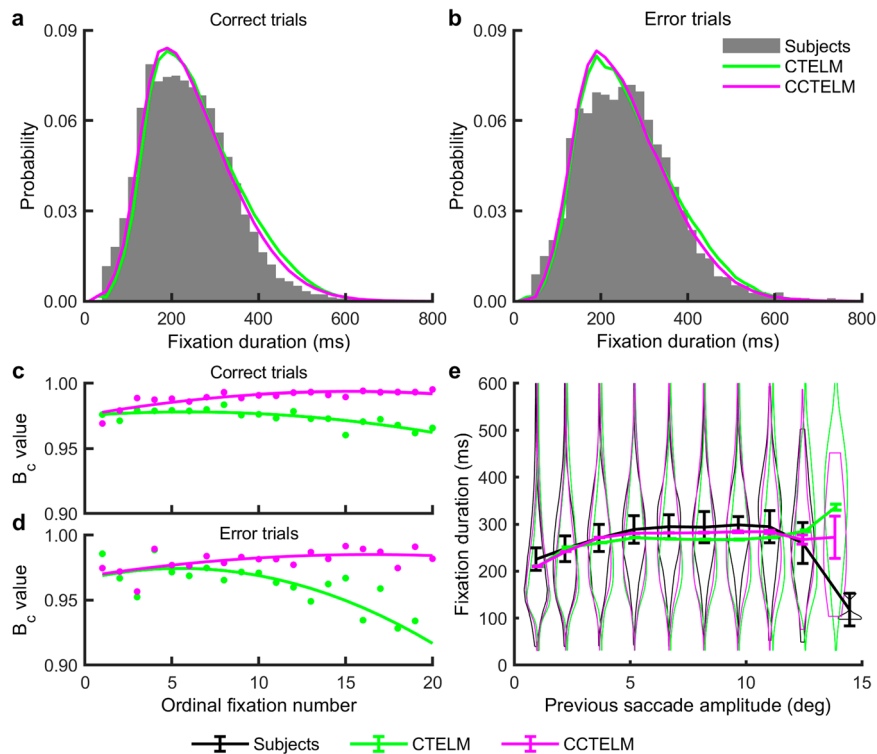 a
Correct trials
0.09
0.06
0.03
0.00
Probability
0
200
400
600
800
Fixation duration (ms)
b
Error trials
Subjects
CTELM
CCTELM
0.09
0.06
0.03
0.00
Probability
0
200
400
600
800
Fixation duration (ms)
c
Correct trials
1.00
0.95
0.90
Bc value
d
Error trials
1.00
0.95
0.90
Bc value
0
5
10
15
20
Ordinal fixation number
e
600
500
400
300
200
100
0
Fixation duration (ms)
0
5
10
15
Previous saccade amplitude (deg)
Subjects
CTELM
CCTELM